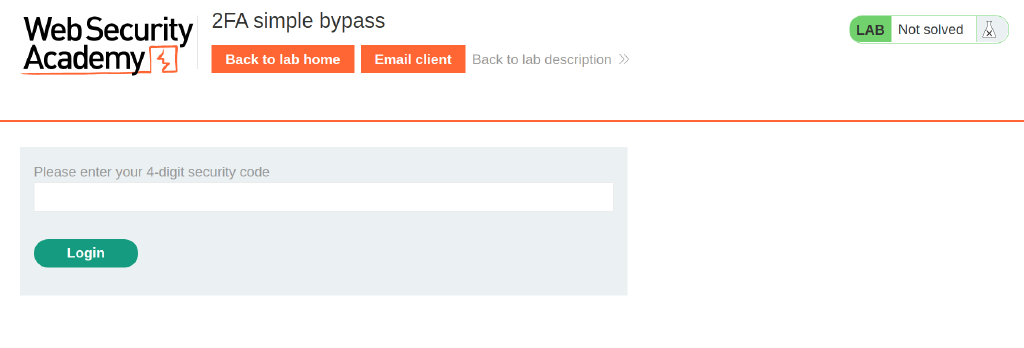 Web Security
Academy
2FA simple bypass
Back to lab home
Email client
Back to lab description
LAB
Not solved
Please enter your 4-digit security code
Login